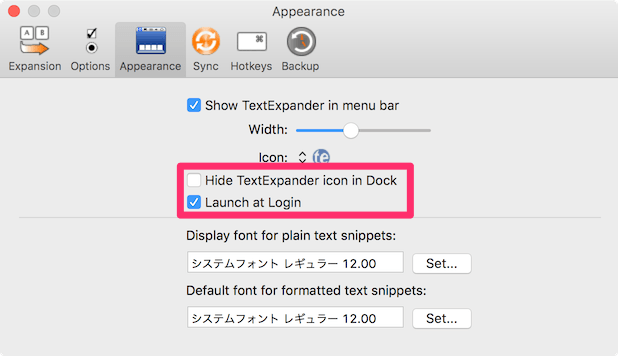 Appearance
A B
⌘
Expansion Options Appearance Sync Hotkeys Backup
Show TextExpander in menu bar
Width:
Icon: te
Hide TextExpander icon in Dock
Launch at Login
Display font for plain text snippets:
システムフォント レギュラー 12.00 Set...
Default font for formatted text snippets:
システムフォント レギュラー 12.00 Set...